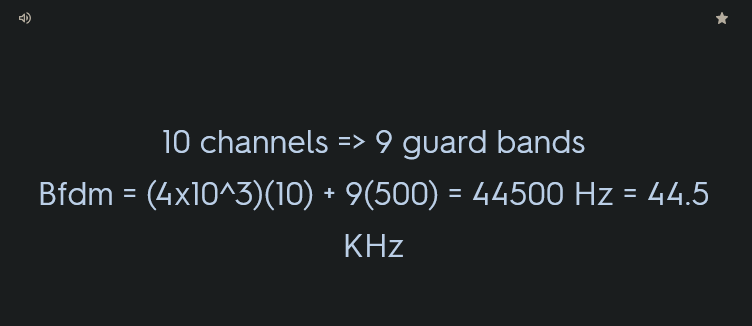 10 channels => 9 guard bands
Bfdm = (4x10^3)(10) + 9(500) = 44500 Hz = 44.5
KHz